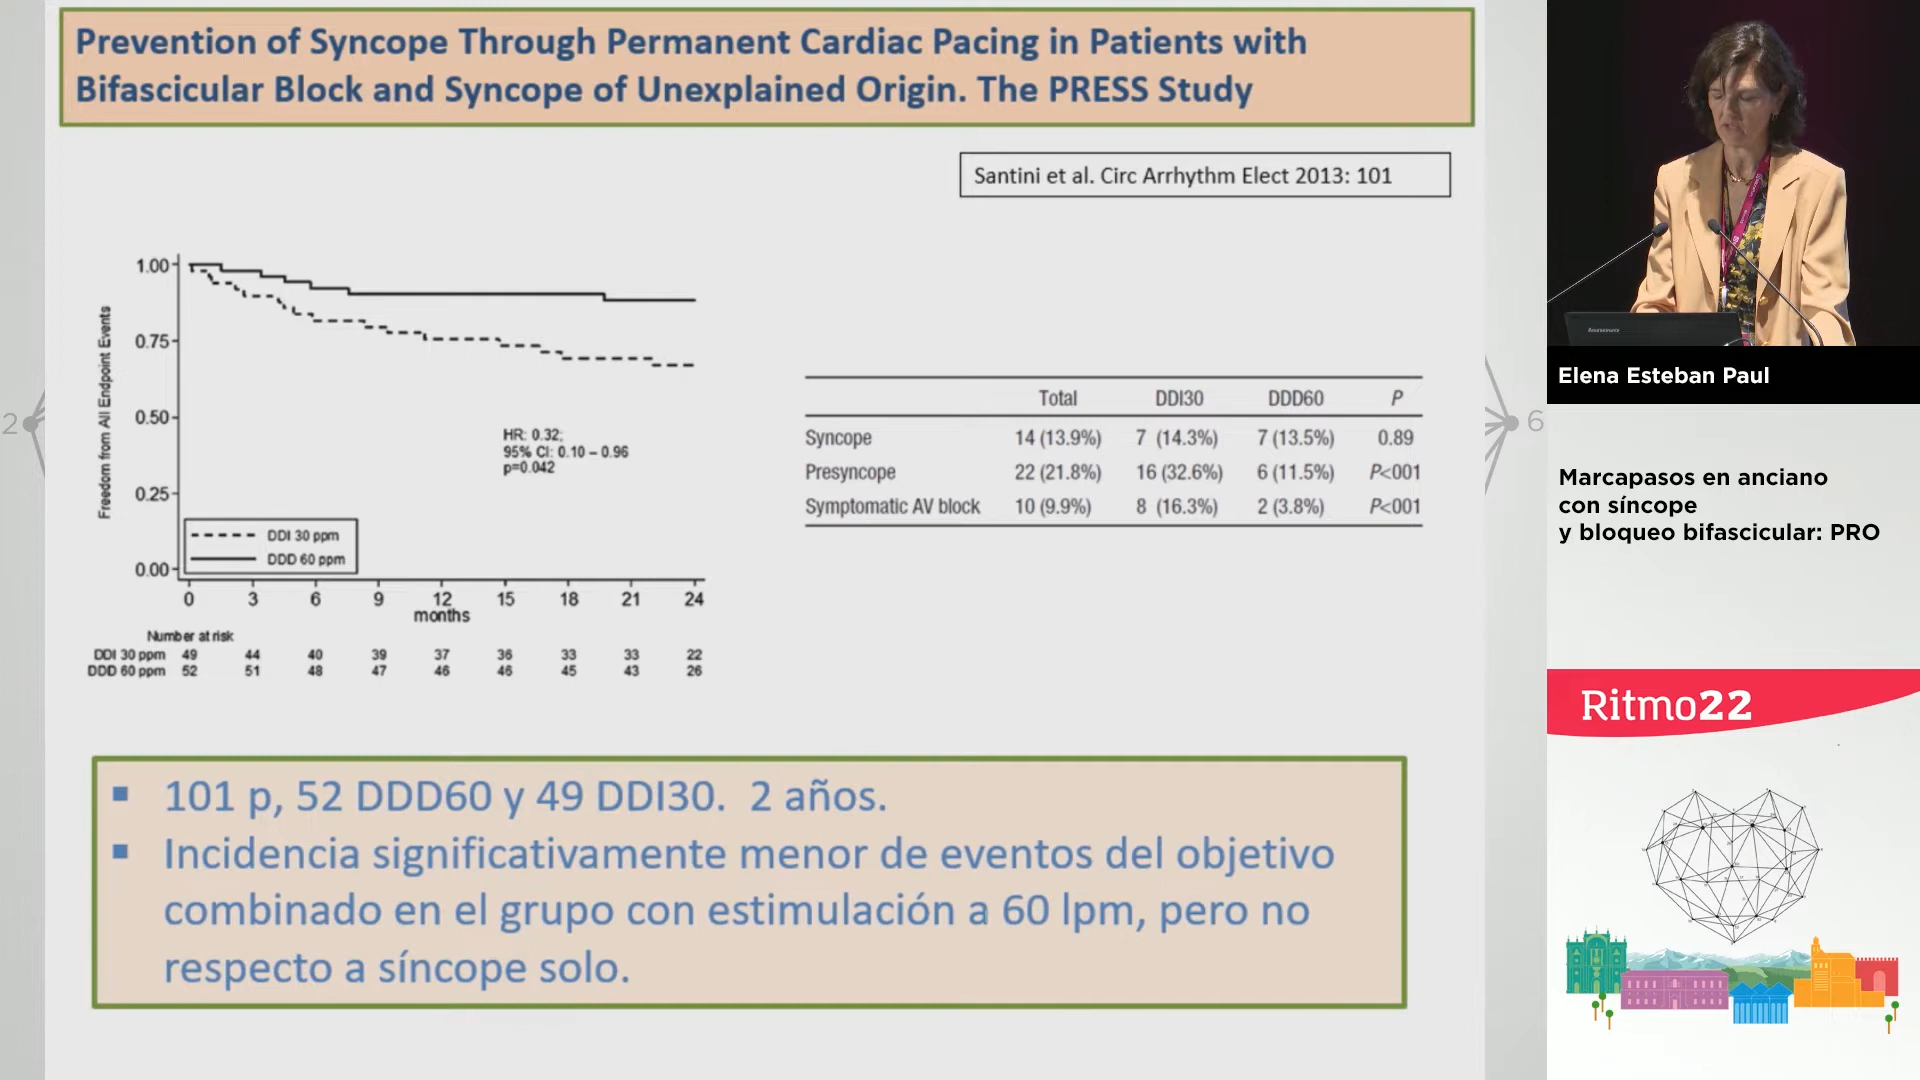 Prevention of Syncope Through Permanent Cardiac Pacing in Patients with
Bifascicular Block and Syncope of Unexplained Origin. The PRESS Study
Santini et al. Circ Arrhythm Elect 2013: 101
Freedom from All Endpoint Events
1.00
0.75
0.50
0.25
0.00
HR: 0.32;
95% CI: 0.10 – 0.96
p=0.042
DDI 30 ppm
DDD 60 ppm
0 3 6 9 12 15 18 21 24
months
Number at risk
DDI 30 ppm 49 44 40 39 37 36 33 33 22
DDD 60 ppm 52 51 48 47 46 46 45 43 26
Total DDI30 DDD60 P
Syncope 14 (13.9%) 7 (14.3%) 7 (13.5%) 0.89
Presyncope 22 (21.8%) 16 (32.6%) 6 (11.5%) P<001
Symptomatic AV block 10 (9.9%) 8 (16.3%) 2 (3.8%) P<001
2
6
▪ 101 p, 52 DDD60 y 49 DDI30. 2 años.
▪ Incidencia significativamente menor de eventos del objetivo
combinado en el grupo con estimulación a 60 lpm, pero no
respecto a síncope solo.
Elena Esteban Paul
Marcapasos en anciano
con síncope
y bloqueo bifascicular: PRO
Ritmo22